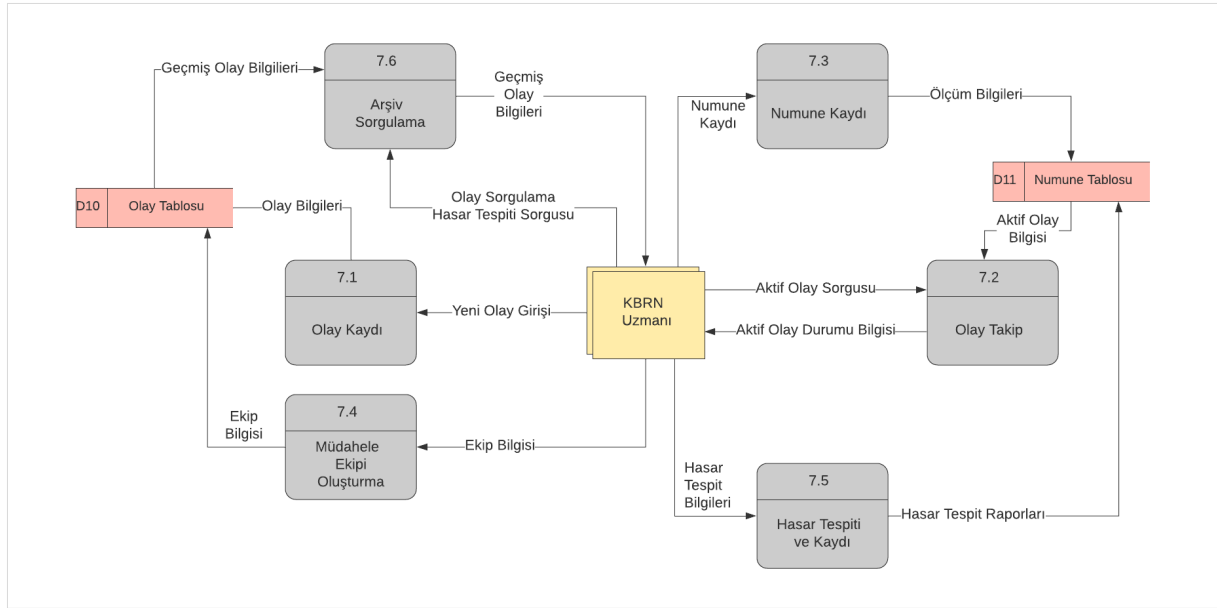 7.6
Arşiv
Sorgulama
Geçmiş Olay Bilgilieri
Geçmiş
Olay
Bilgileri
7.3
Numune Kaydı
Numune
Kaydı
Ölçüm Bilgileri
D10
Olay Tablosu
Olay Bilgileri
Olay Sorgulama
Hasar Tespiti Sorgusu
D11
Numune Tablosu
Aktif Olay
Bilgisi
7.1
Olay Kaydı
Yeni Olay Girişi
KBRN
Uzmanı
Aktif Olay Sorgusu
Aktif Olay Durumu Bilgisi
7.2
Olay Takip
Ekip
Bilgisi
7.4
Müdahele
Ekipi
Oluşturma
Ekip Bilgisi
Hasar
Tespit
Bilgileri
7.5
Hasar Tespiti
ve Kaydı
Hasar Tespit Raporları